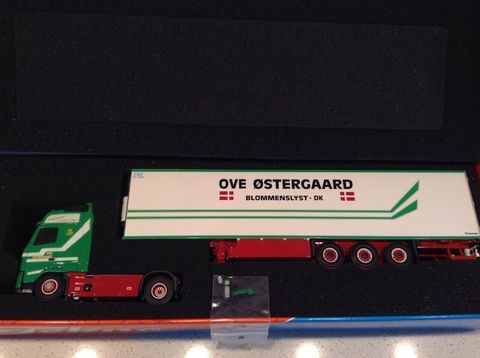 OVE ØSTERGAARD
BLOMMENSLYST · DK